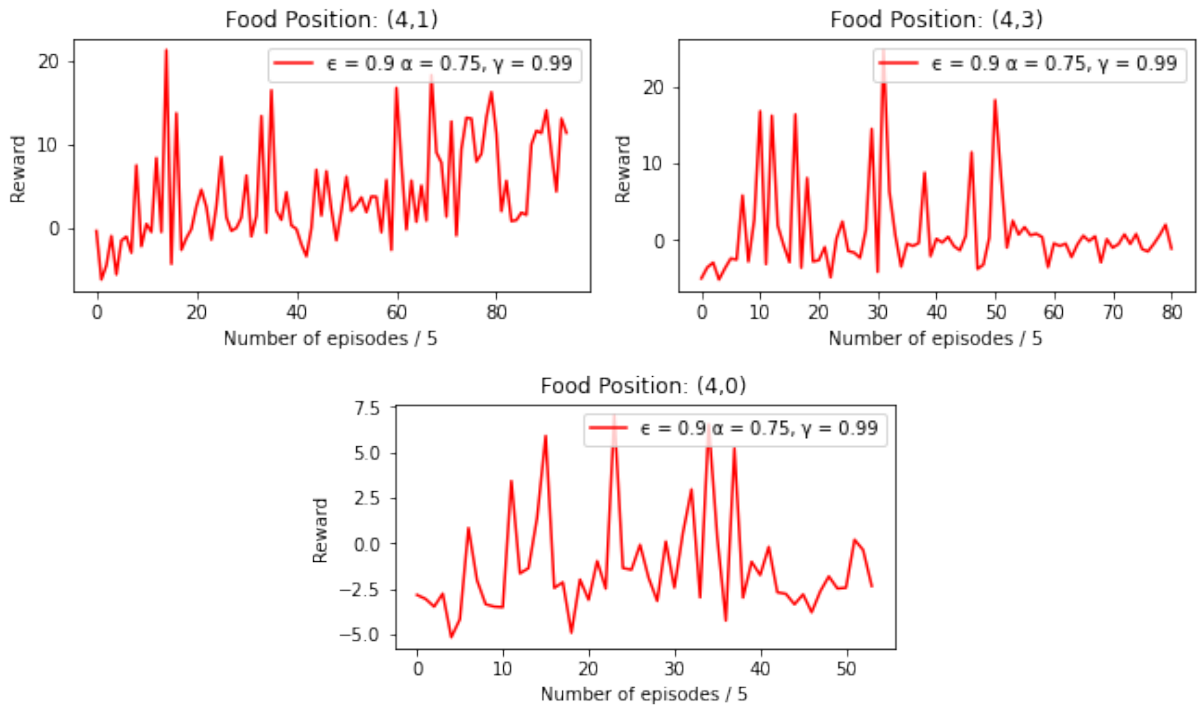 Food Position: (4,1)
ϵ = 0.9 α = 0.75, γ = 0.99
Reward
20
10
0
0 20 40 60 80
Number of episodes / 5
Food Position: (4,3)
ϵ = 0.9 α = 0.75, γ = 0.99
Reward
20
10
0
0 10 20 30 40 50 60 70 80
Number of episodes / 5
Food Position: (4,0)
ϵ = 0.9 α = 0.75, γ = 0.99
Reward
7.5
5.0
2.5
0.0
−2.5
−5.0
0 10 20 30 40 50
Number of episodes / 5